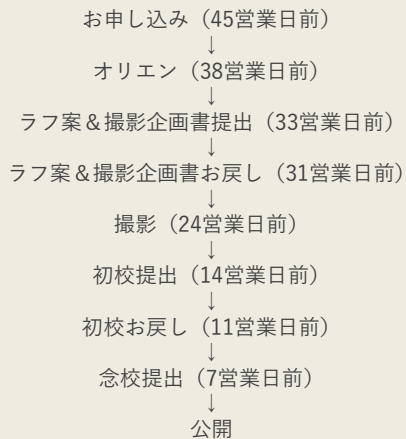 お申し込み（45営業日前）
↓
オリエン（38営業日前）
↓
ラフ案＆撮影企画書提出（33営業日前）
↓
ラフ案＆撮影企画書お戻し（31営業日前）
↓
撮影（24営業日前）
↓
初校提出（14営業日前）
↓
初校お戻し（11営業日前）
↓
念校提出（7営業日前）
↓
公開